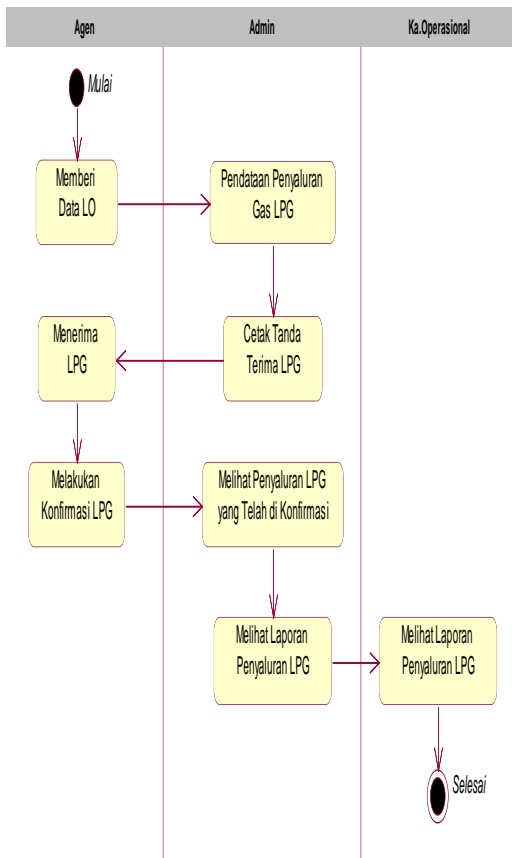 Agen
Admin
Ka.Operasional
Mulai
Memberi
Data LO
Pendataan Penyaluran
Gas LPG
Menerima
LPG
Cetak Tanda
Terima LPG
Melakukan
Konfirmasi LPG
Melihat Penyaluran LPG
yang Telah di Konfirmasi
Melihat Laporan
Penyaluran LPG
Melihat Laporan
Penyaluran LPG
Selesai